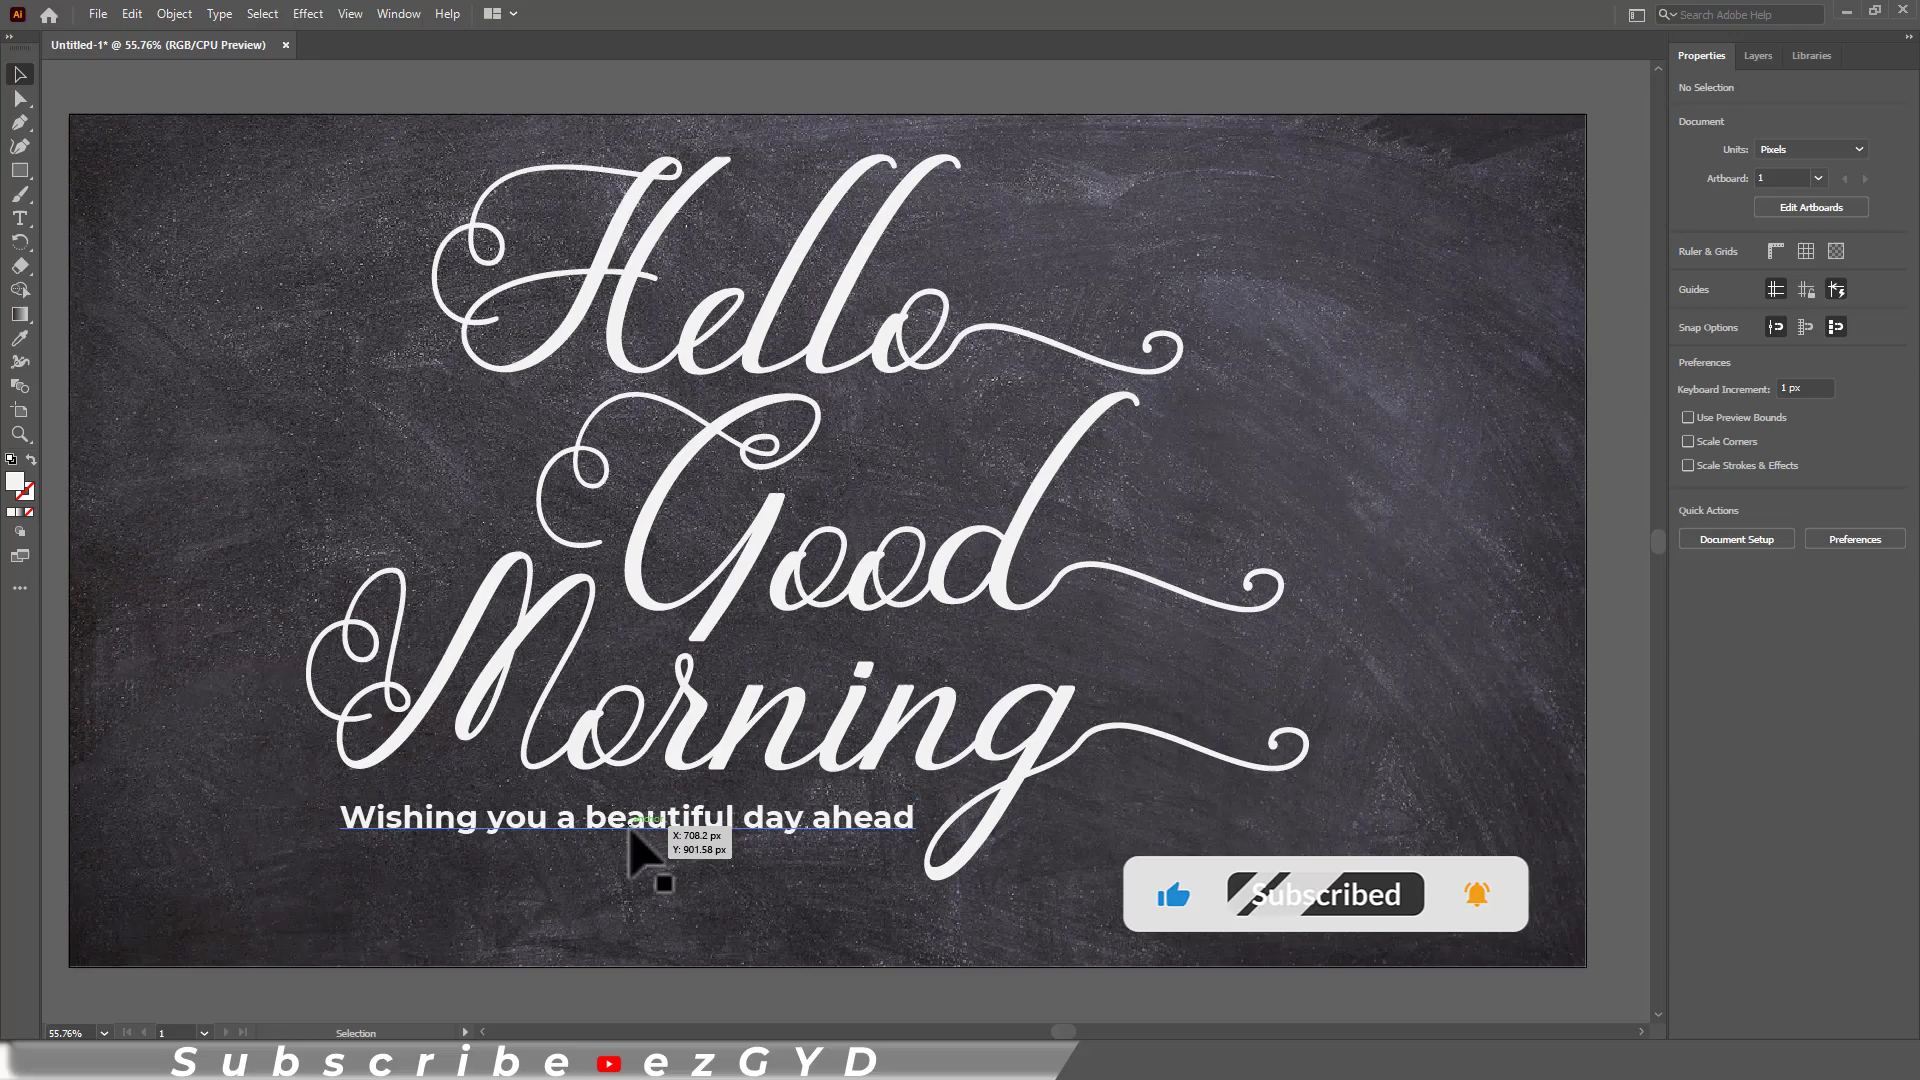 Ai File Edit Object Type Select Effect View Window Help Search Adobe Help
Untitled-1* @ 55.76% (RGB/CPU Preview) ×
Properties Layers Libraries
No Selection
Document
Units: Pixels
Artboard: 1
Edit Artboards
Ruler & Grids
Guides
Snap Options
Preferences
Keyboard Increment: 1 px
Use Preview Bounds
Scale Corners
Scale Strokes & Effects
Quick Actions
Document Setup Preferences
Hello
Good
Morning
Wishing you a beautiful day ahead
X: 708.2 px
Y: 901.58 px
Subscribed
55.76% 1 Selection
Subscribe ezGYD